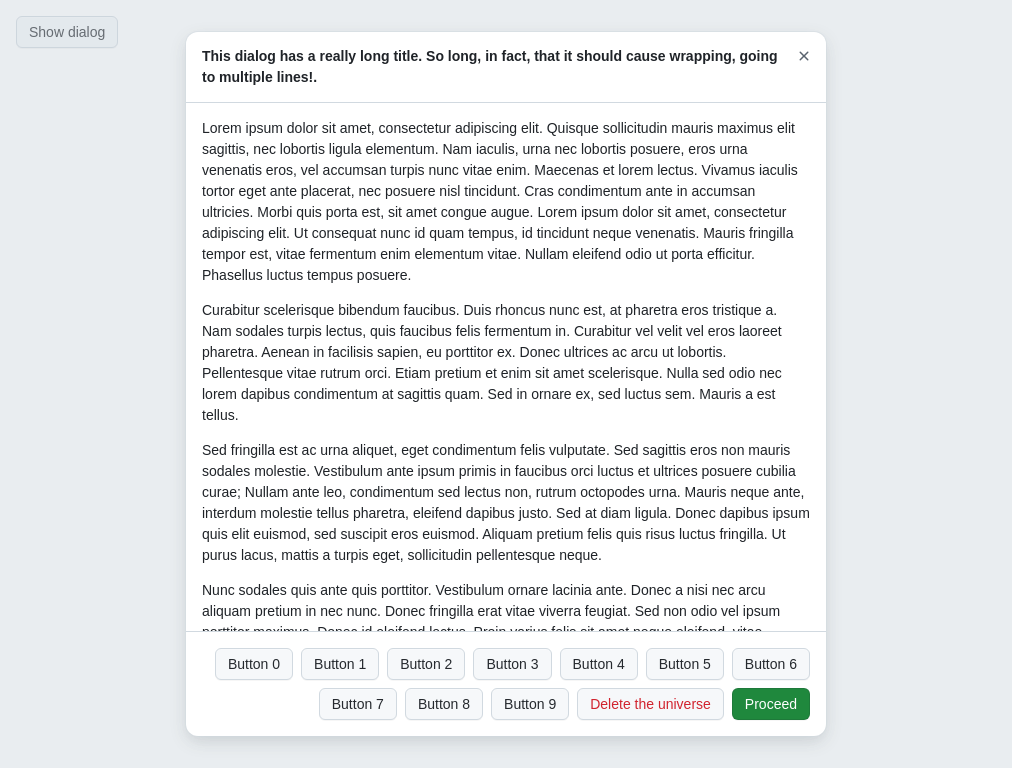 Show dialog
This dialog has a really long title. So long, in fact, that it should cause wrapping, going
to multiple lines!.
Lorem ipsum dolor sit amet, consectetur adipiscing elit. Quisque sollicitudin mauris maximus elit
sagittis, nec lobortis ligula elementum. Nam iaculis, urna nec lobortis posuere, eros urna
venenatis eros, vel accumsan turpis nunc vitae enim. Maecenas et lorem lectus. Vivamus iaculis
tortor eget ante placerat, nec posuere nisl tincidunt. Cras condimentum ante in accumsan
ultricies. Morbi quis porta est, sit amet congue augue. Lorem ipsum dolor sit amet, consectetur
adipiscing elit. Ut consequat nunc id quam tempus, id tincidunt neque venenatis. Mauris fringilla
tempor est, vitae fermentum enim elementum vitae. Nullam eleifend odio ut porta efficitur.
Phasellus luctus tempus posuere.
Curabitur scelerisque bibendum faucibus. Duis rhoncus nunc est, at pharetra eros tristique a.
Nam sodales turpis lectus, quis faucibus felis fermentum in. Curabitur vel velit vel eros laoreet
pharetra. Aenean in facilisis sapien, eu porttitor ex. Donec ultrices ac arcu ut lobortis.
Pellentesque vitae rutrum orci. Etiam pretium et enim sit amet scelerisque. Nulla sed odio nec
lorem dapibus condimentum at sagittis quam. Sed in ornare ex, sed luctus sem. Mauris a est
tellus.
Sed fringilla est ac urna aliquet, eget condimentum felis vulputate. Sed sagittis eros non mauris
sodales molestie. Vestibulum ante ipsum primis in faucibus orci luctus et ultrices posuere cubilia
curae; Nullam ante leo, condimentum sed lectus non, rutrum octopodes urna. Mauris neque ante,
interdum molestie tellus pharetra, eleifend dapibus justo. Sed at diam ligula. Donec dapibus ipsum
quis elit euismod, sed suscipit eros euismod. Aliquam pretium felis quis risus luctus fringilla. Ut
purus lacus, mattis a turpis eget, sollicitudin pellentesque neque.
Nunc sodales quis ante quis porttitor. Vestibulum ornare lacinia ante. Donec a nisi nec arcu
aliquam pretium in nec nunc. Donec fringilla erat vitae viverra feugiat. Sed non odio vel ipsum
Button 0 Button 1 Button 2 Button 3 Button 4 Button 5 Button 6
Button 7 Button 8 Button 9 Delete the universe Proceed